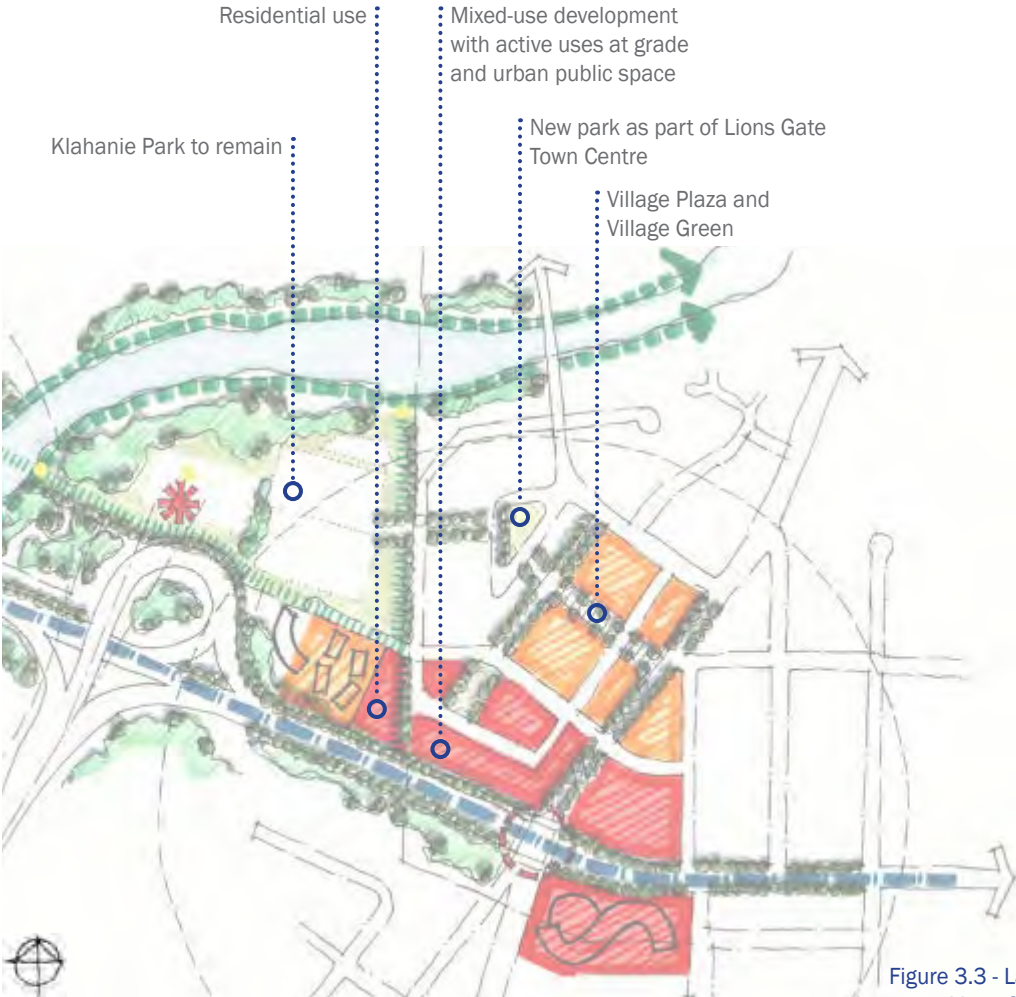 Residential use
Mixed-use development
with active uses at grade
and urban public space
Klahanie Park to remain
New park as part of Lions Gate
Town Centre
Village Plaza and
Village Green
Figure 3.3 -